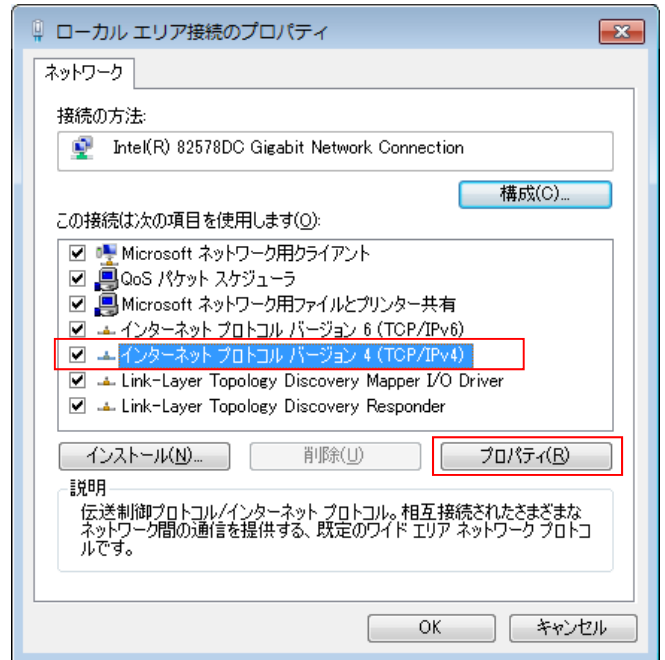 ローカル エリア接続のプロパティ
ネットワーク
接続の方法:
Intel(R) 82578DC Gigabit Network Connection
構成(C)...
この接続は次の項目を使用します(O):
Microsoft ネットワーク用クライアント
QoS パケット スケジューラ
Microsoft ネットワーク用ファイルとプリンター共有
インターネット プロトコル バージョン 6 (TCP/IPv6)
インターネット プロトコル バージョン 4 (TCP/IPv4)
Link-Layer Topology Discovery Mapper I/O Driver
Link-Layer Topology Discovery Responder
インストール(N)...
削除(U)
プロパティ(R)
説明
伝送制御プロトコル/インターネット プロトコル。相互接続されたさまざまな
ネットワーク間の通信を提供する、既定のワイド エリア ネットワーク プロトコ
ルです。
OK
キャンセル